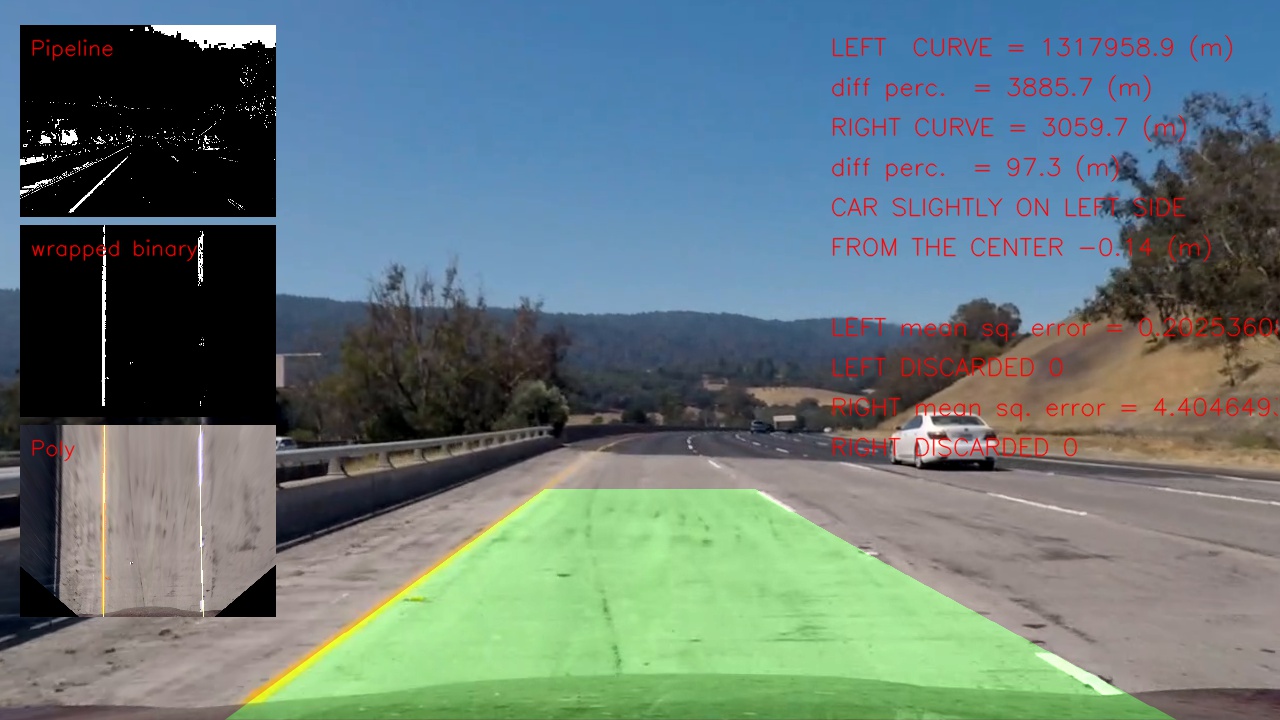 Pipeline
wrapped binary
Poly
LEFT CURVE = 1317958.9 (m)
diff perc. = 3885.7 (m)
RIGHT CURVE = 3059.7 (m)
diff perc. = 97.3 (m)
CAR SLIGHTLY ON LEFT SIDE
FROM THE CENTER -0.14 (m)
LEFT mean sq. error = 0.2025360
LEFT DISCARDED 0
RIGHT mean sq. error = 4.404649
RIGHT DISCARDED 0